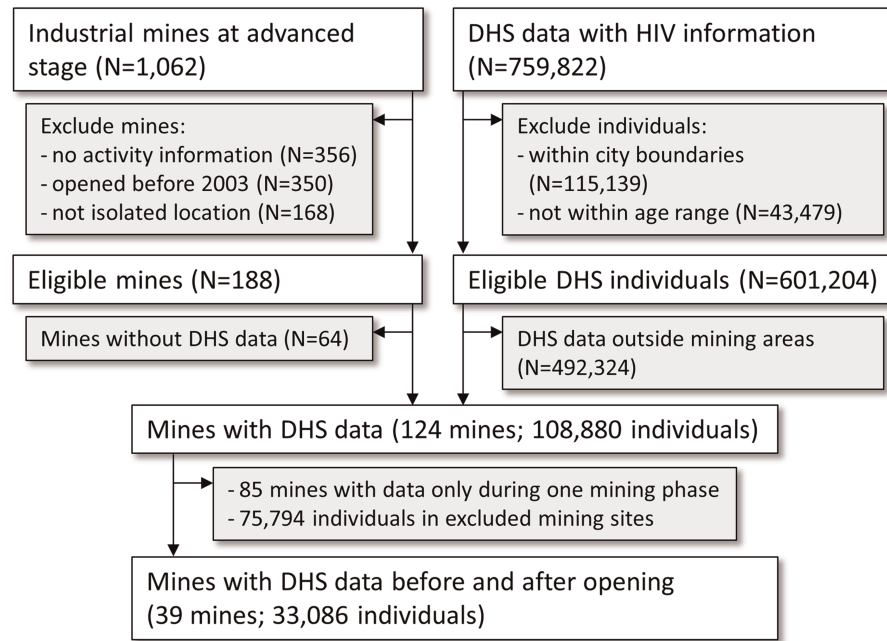 Industrial mines at advanced
stage (N=1,062)
DHS data with HIV information
(N=759,822)
Exclude mines:
- no activity information (N=356)
- opened before 2003 (N=350)
- not isolated location (N=168)
Exclude individuals:
- within city boundaries
(N=115,139)
- not within age range (N=43,479)
Eligible mines (N=188)
Eligible DHS individuals (N=601,204)
Mines without DHS data (N=64)
DHS data outside mining areas
(N=492,324)
Mines with DHS data (124 mines; 108,880 individuals)
- 85 mines with data only during one mining phase
- 75,794 individuals in excluded mining sites
Mines with DHS data before and after opening
(39 mines; 33,086 individuals)